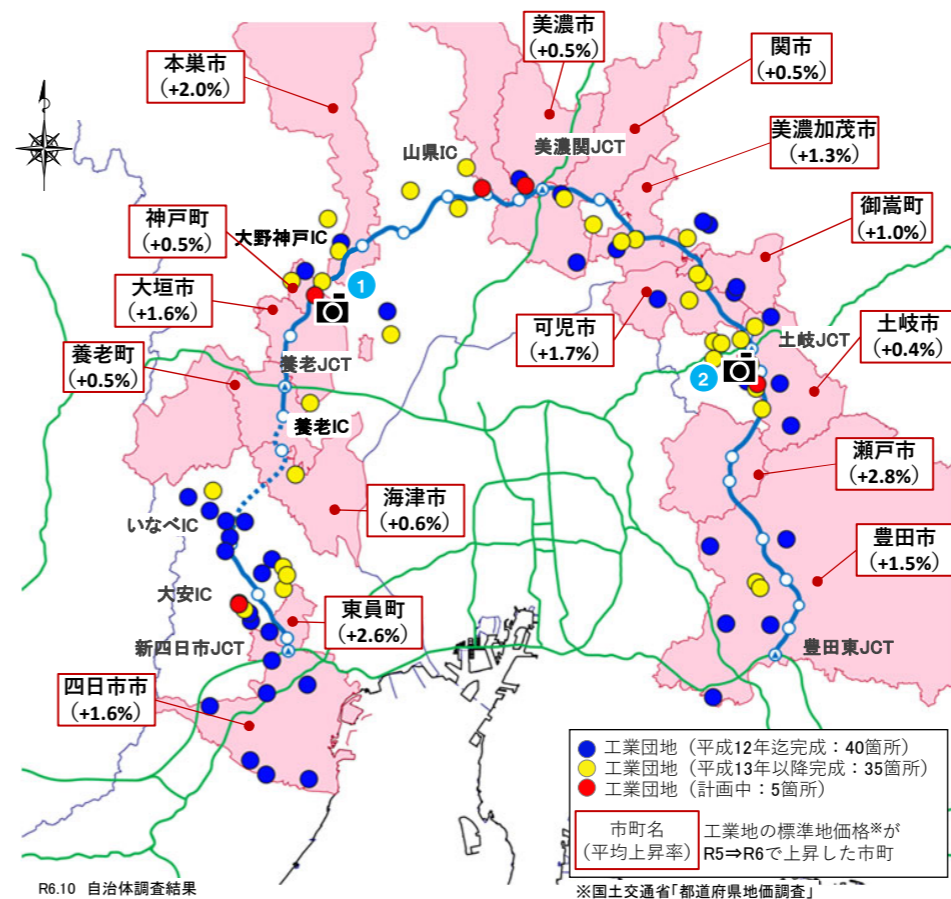 本巣市
(+2.0%)
美濃市
(+0.5%)
関市
(+0.5%)
美濃加茂市
(+1.3%)
御嵩町
(+1.0%)
山県IC
美濃関JCT
神戸町
(+0.5%)
大野神戸IC
大垣市
(+1.6%)
養老町
(+0.5%)
1
可児市
(+1.7%)
土岐JCT
土岐市
(+0.4%)
2
養老JCT
養老IC
瀬戸市
(+2.8%)
海津市
(+0.6%)
いなべIC
豊田市
(+1.5%)
大安IC
東員町
(+2.6%)
新四日市JCT
豊田東JCT
四日市市
(+1.6%)
工業団地（平成12年迄完成：40箇所）
工業団地（平成13年以降完成：35箇所）
工業団地（計画中：5箇所）
市町名
(平均上昇率)
工業地の標準地価格※が
R5⇒R6で上昇した市町
R6.10 自治体調査結果
※国土交通省「都道府県地価調査」